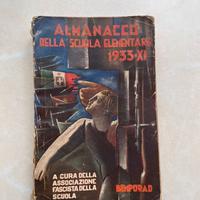 ALMANACCO
DELLA SCUOLA ELEMENTARE
1933-XI
A CURA DELLA
ASSOCIAZIONE
FASCISTA DELLA
SCUOLA
BEMPORAD